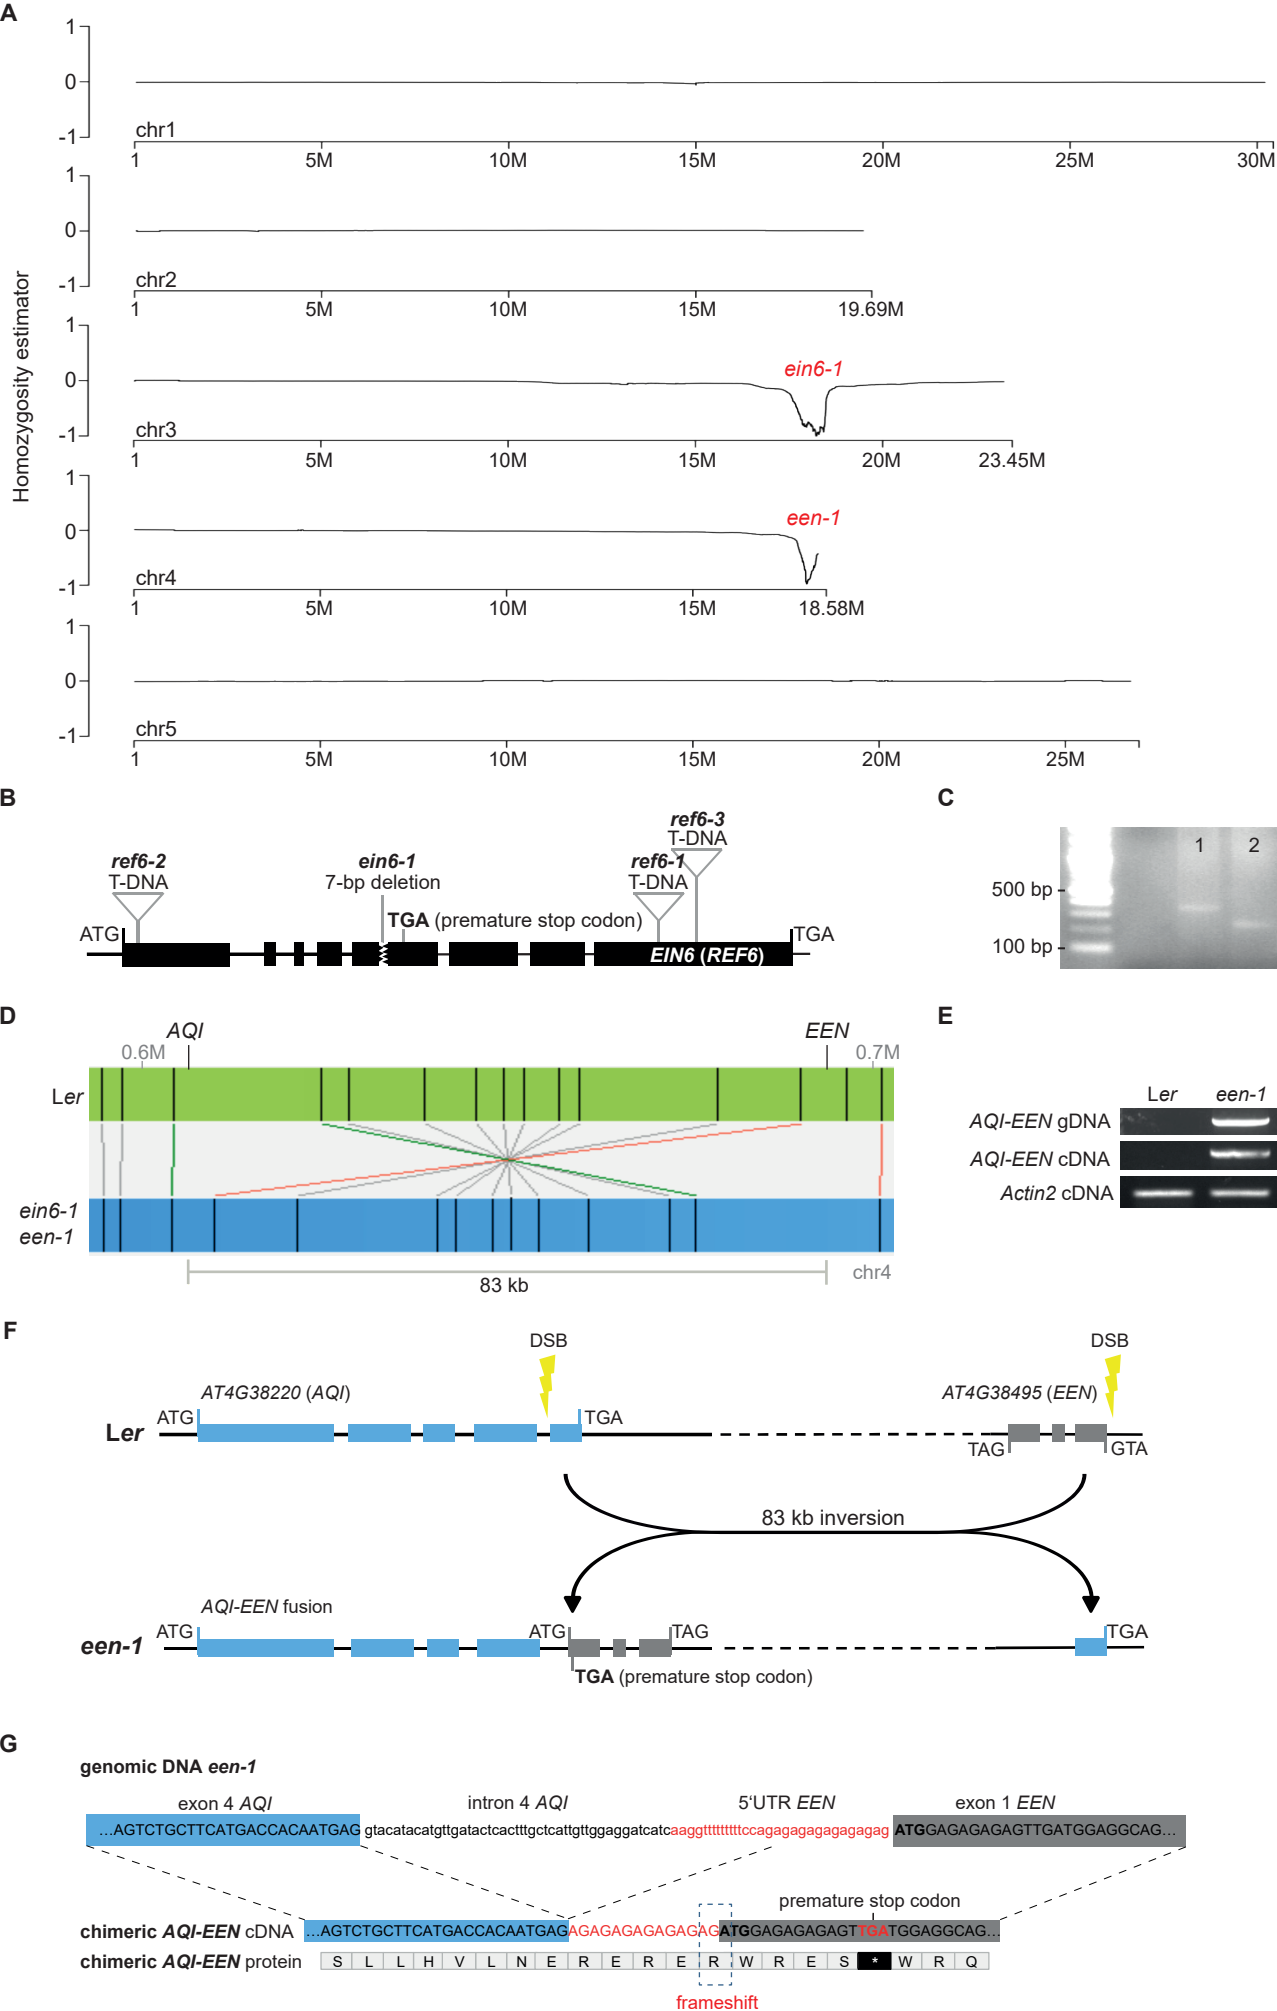 A
Homozygosity estimator
1
0
-1
chr1
1 5M 10M 15M 20M 25M 30M
1
0
-1
chr2
1 5M 10M 15M 19.69M
1
0
-1
ein6-1
chr3
1 5M 10M 15M 20M 23.45M
1
0
-1
een-1
chr4
1 5M 10M 15M 18.58M
1
0
-1
chr5
1 5M 10M 15M 20M 25M
B
ref6-2
T-DNA
ein6-1
7-bp deletion
ref6-1
T-DNA
ref6-3
T-DNA
ATG
TGA (premature stop codon)
TGA
EIN6 (REF6)
C
1 2
500 bp
100 bp
D
AQI EEN
0.6M 0.7M
Ler
ein6-1
een-1
83 kb
chr4
E
Ler een-1
AQI-EEN gDNA
AQI-EEN cDNA
Actin2 cDNA
F
DSB DSB
AT4G38220 (AQI) AT4G38495 (EEN)
ATG TGA
Ler
TAG GTA
83 kb inversion
AQI-EEN fusion
ATG ATG TAG TGA
een-1
TGA (premature stop codon)
G
genomic DNA een-1
exon 4 AQI intron 4 AQI 5‘UTR EEN exon 1 EEN
...AGTCTGCTTCATGACCACAATGAG gtacatacatgttgatactcactttgctcattgttggaggatcatcaaggtttttttttccagagagagagagagag ATGGAGAGAGAGTTGATGGAGGCAG...
premature stop codon
chimeric AQI-EEN cDNA ...AGTCTGCTTCATGACCACAATGAGAGAGAGAGAGAGAGATGGAGAGAGAGTTGATGGAGGCAG...
chimeric AQI-EEN protein S L L H V L N E R E R E R W R E S * W R Q
frameshift